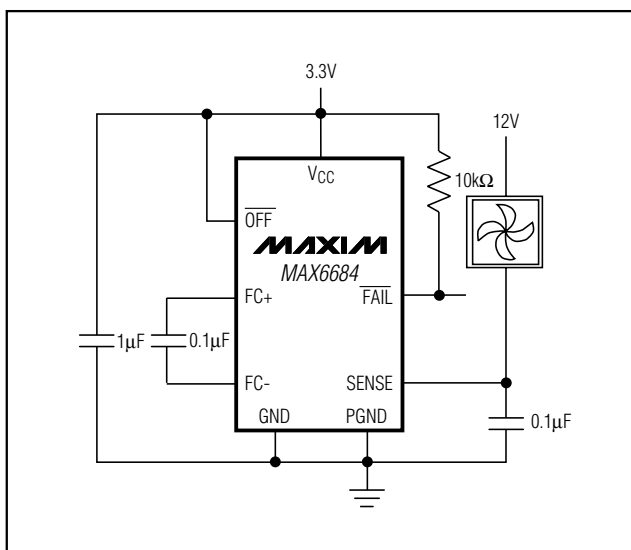 3.3V
12V
VCC
10kΩ
OFF
MAXIM
MAX6684
FC+
FAIL
1µF
0.1µF
FC-
SENSE
GND
PGND
0.1µF